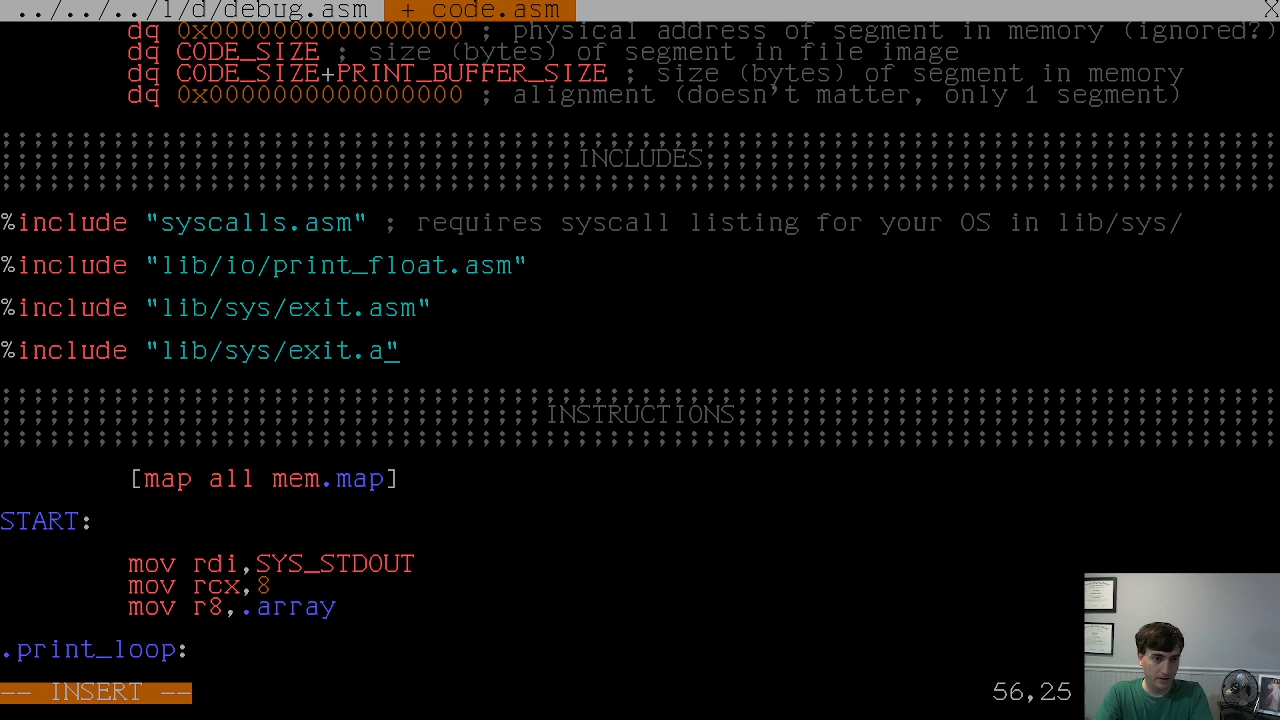 ../../../l/d/debug.asm + code.asm X
dq 0x0000000000000000 ; physical address of segment in memory (ignored?)
dq CODE_SIZE ; size (bytes) of segment in file image
dq CODE_SIZE+PRINT_BUFFER_SIZE ; size (bytes) of segment in memory
dq 0x0000000000000000 ; alignment (doesn't matter, only 1 segment)
;;;;;;;;;;;;;;;;;;;;;;;;;;;;;;;;;;;;;;;;;;;;;;;;;;;;;;;;;;;;;;;;;;;;;;;;;;;;;;;;
;;;;;;;;;;;;;;;;;;;;;;;;;;;;;;;;;;;;INCLUDES;;;;;;;;;;;;;;;;;;;;;;;;;;;;;;;;;;;;
;;;;;;;;;;;;;;;;;;;;;;;;;;;;;;;;;;;;;;;;;;;;;;;;;;;;;;;;;;;;;;;;;;;;;;;;;;;;;;;;
%include "syscalls.asm" ; requires syscall listing for your OS in lib/sys/
%include "lib/io/print_float.asm"
%include "lib/sys/exit.asm"
%include "lib/sys/exit.a"
;;;;;;;;;;;;;;;;;;;;;;;;;;;;;;;;;;;;;;;;;;;;;;;;;;;;;;;;;;;;;;;;;;;;;;;;;;;;;;;;
;;;;;;;;;;;;;;;;;;;;;;;;;;;;;;;;;;INSTRUCTIONS;;;;;;;;;;;;;;;;;;;;;;;;;;;;;;;;;;
;;;;;;;;;;;;;;;;;;;;;;;;;;;;;;;;;;;;;;;;;;;;;;;;;;;;;;;;;;;;;;;;;;;;;;;;;;;;;;;;
[map all mem.map]
START:
mov rdi,SYS_STDOUT
mov rcx,8
mov r8,.array
.print_loop:
-- INSERT -- 56,25